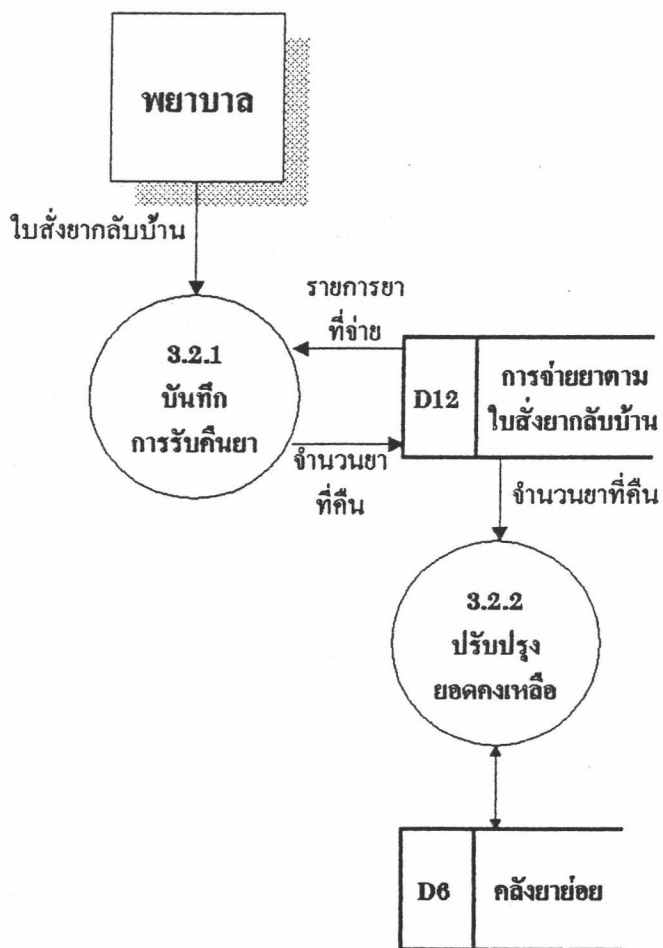 พยาบาล
ใบสั่งยากลับบ้าน
รายการยา
ที่จ่าย
3.2.1
บันทึก
การรับคืนยา
D12
การจ่ายยาตาม
ใบสั่งยากลับบ้าน
จำนวนยา
ที่คืน
จำนวนยาที่คืน
3.2.2
ปรับปรุง
ยอดคงเหลือ
D6
คลังยาย่อย